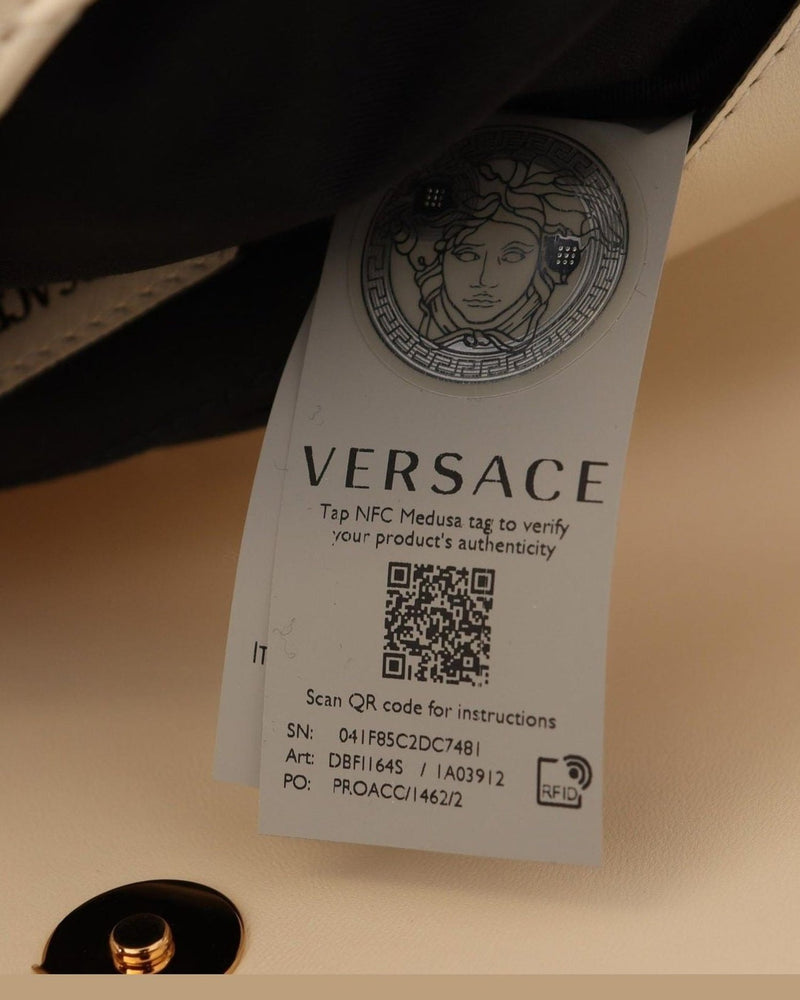 VERSACE
Tap NFC Medusa tag to verify
your product's authenticity
Scan QR code for instructions
SN: 041F85C2DC7481
Art: DBFI164S / 1A03912
PO: PROACC/1462/2
RFID
IT